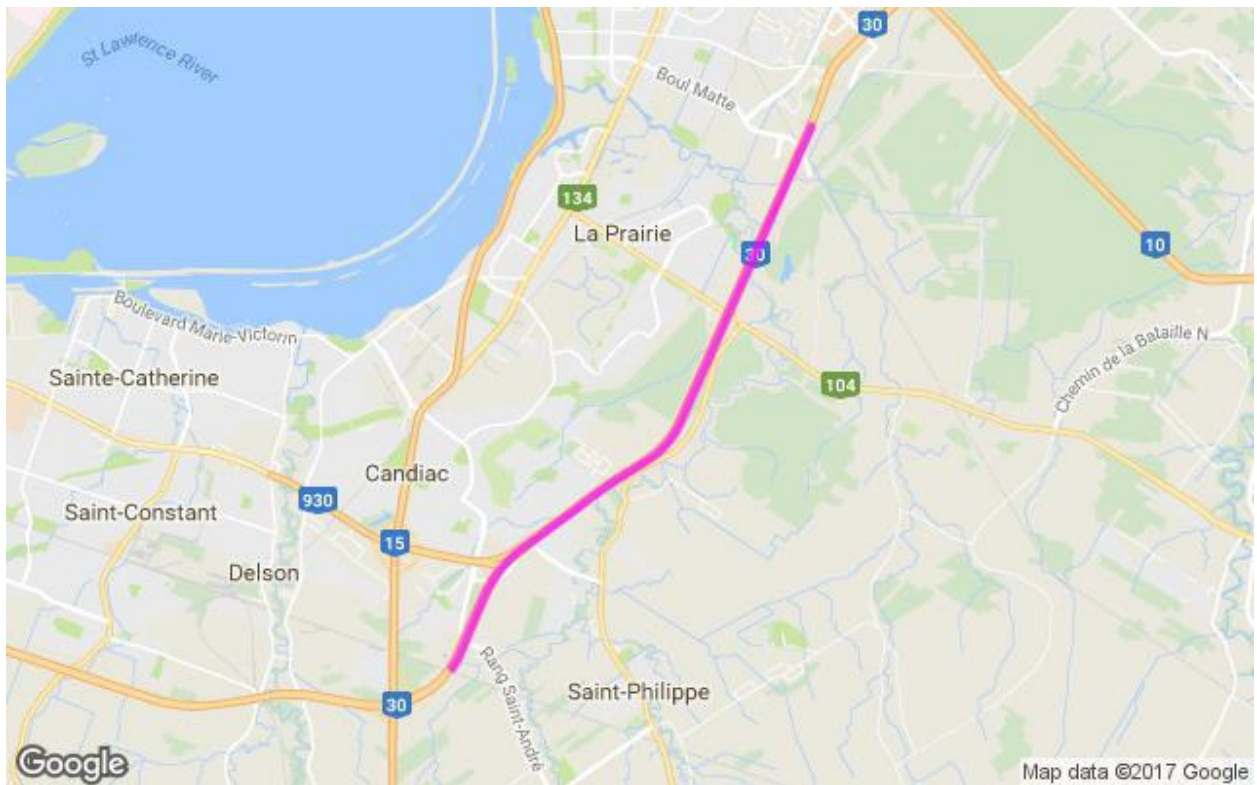 30
St Lawrence River
Boul Matte
134
La Prairie
30
10
Boulevard Marie-Victorin
Sainte-Catherine
Chemin de la Bataille N
104
Candiac
930
Saint-Constant
15
Delson
Rang Saint-André
Saint-Philippe
30
Google
Map data ©2017 Google